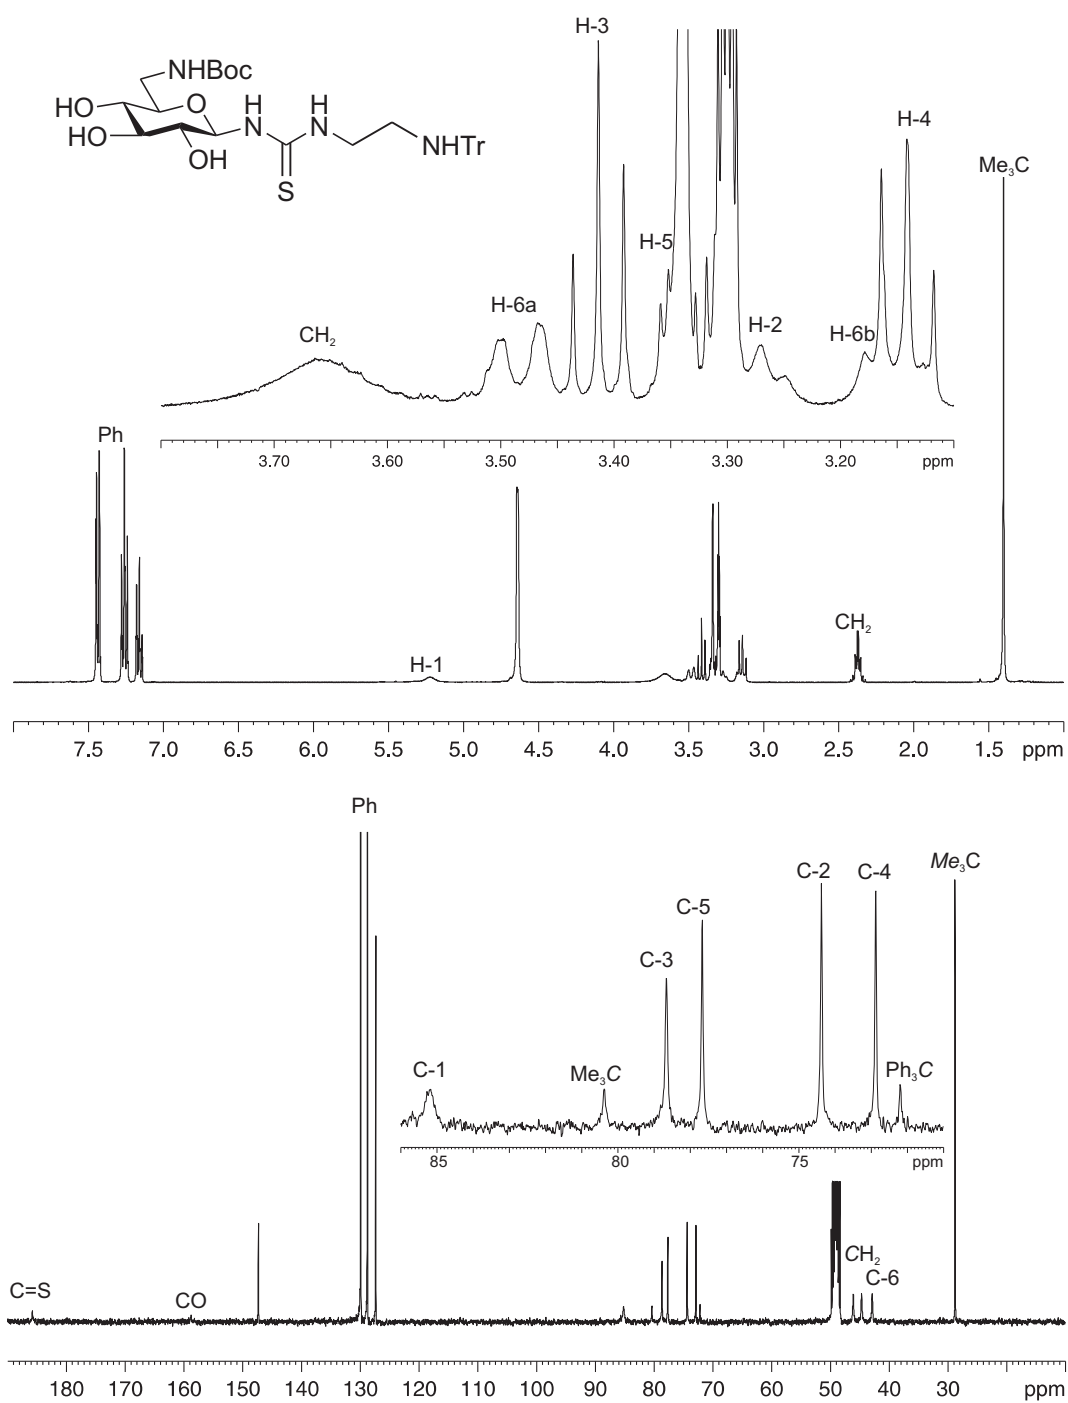 H-3
NHBoc
HO
O
H
H
HO
N
N
NHTr
OH
S
H-4
Me₃C
H-5
H-6a
CH₂
H-2
H-6b
Ph
3.70 3.60 3.50 3.40 3.30 3.20 ppm
CH₂
H-1
7.5 7.0 6.5 6.0 5.5 5.0 4.5 4.0 3.5 3.0 2.5 2.0 1.5 ppm
Ph
C-2 C-4 Me₃C
C-5
C-3
C-1 Me₃C Ph₃C
85 80 75 ppm
CH₂
C=S CO C-6
180 170 160 150 140 130 120 110 100 90 80 70 60 50 40 30 ppm